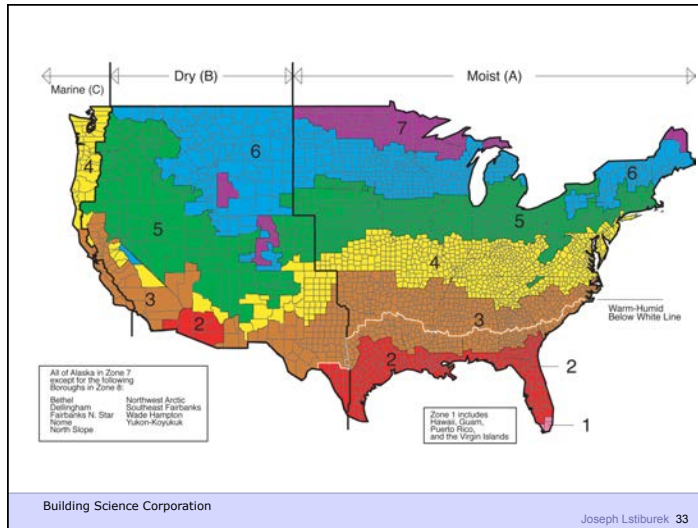 Marine (C)
Dry (B)
Moist (A)
7
6
6
4
5
5
4
3
3
Warm-Humid
Below White Line
2
2
2
1
All of Alaska in Zone 7
except for the following
Boroughs in Zone 8:
Bethel Northwest Arctic
Dellingham Southeast Fairbanks
Fairbanks N. Star Wade Hampton
Nome Yukon-Koyukuk
North Slope
Zone 1 includes
Hawaii, Guam,
Puerto Rico,
and the Virgin Islands
Building Science Corporation
Joseph Lstiburek 33